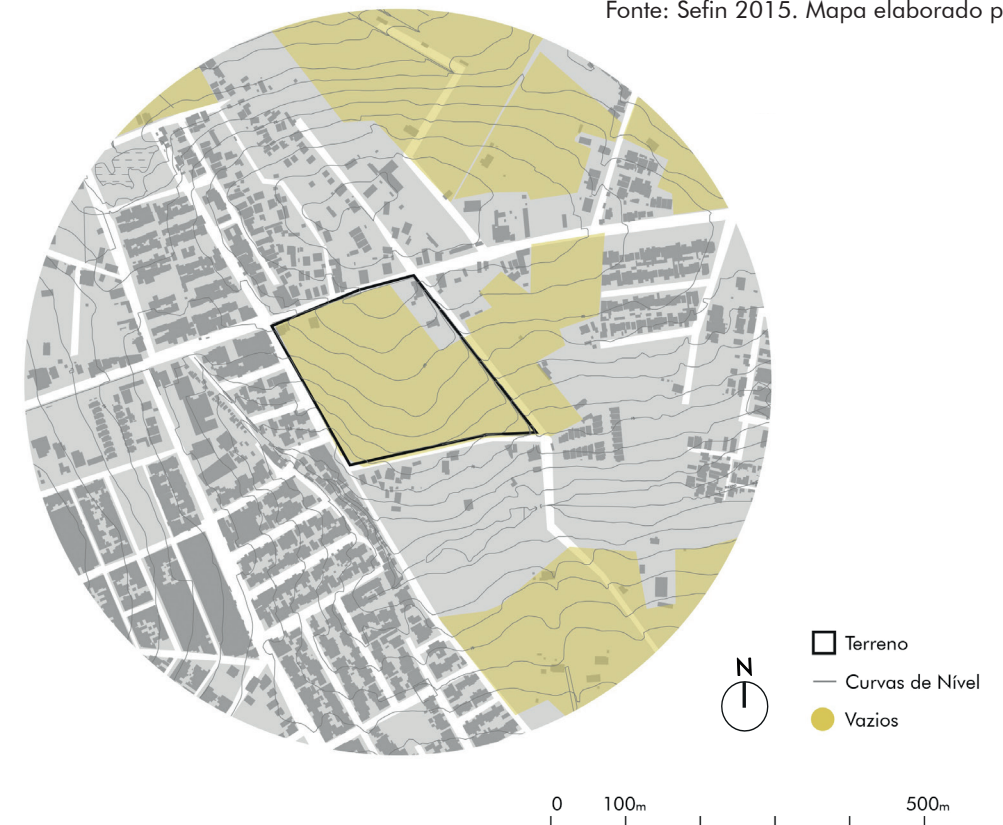 Fonte: Sefin 2015. Mapa elaborado p
N
Terreno
Curvas de Nível
Vazios
0 100m 500m